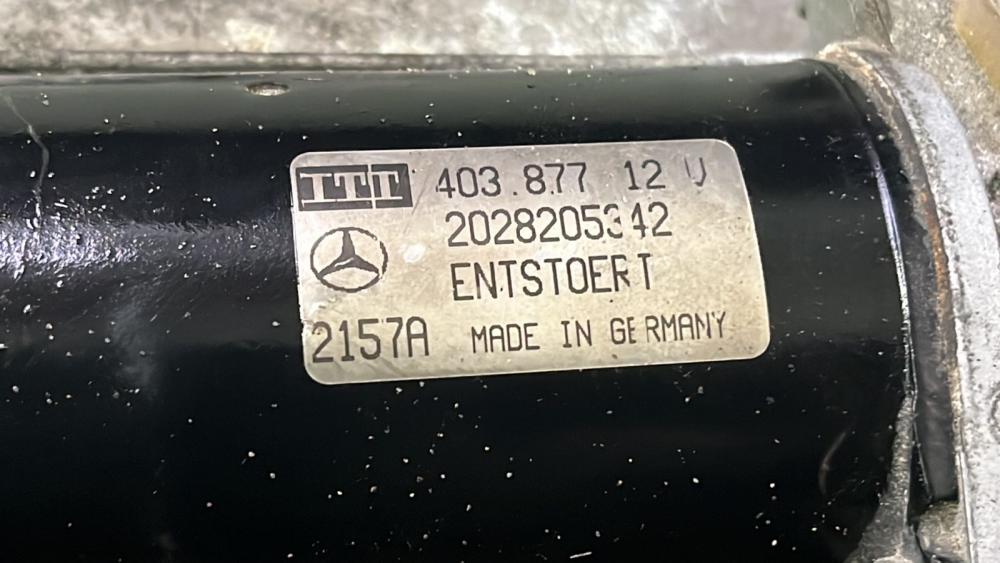 ITT 403.877 12 V
2028205342
ENTSTOERT
2157A MADE IN GERMANY